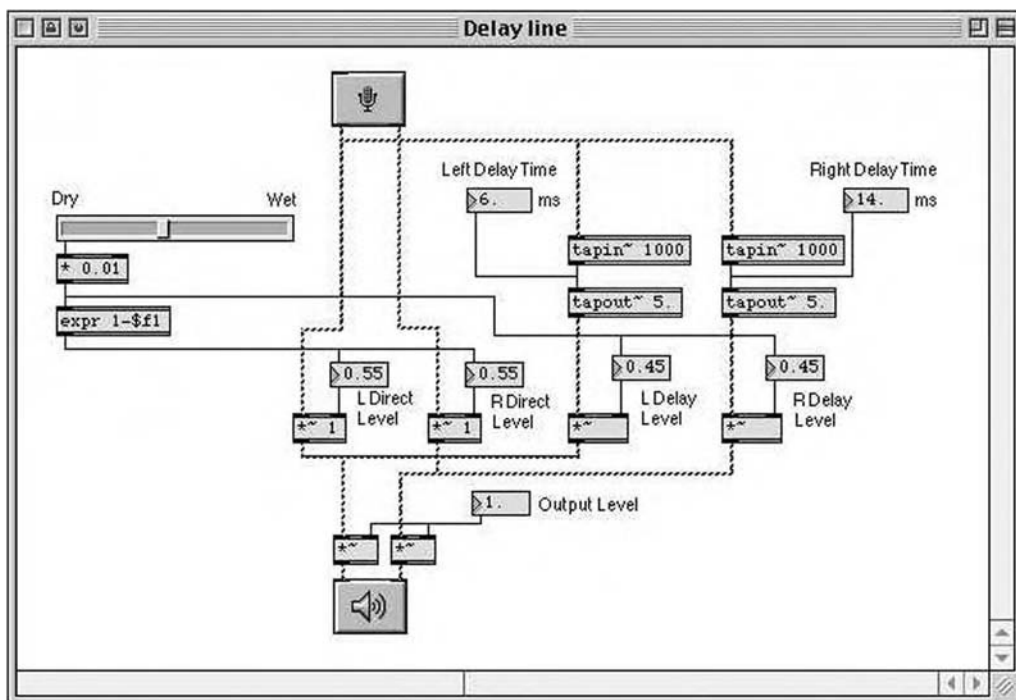 Delay line
Left Delay Time
Right Delay Time
6. ms
14. ms
Dry
Wet
tapin~ 1000
tapin~ 1000
* 0.01
tapout~ 5.
tapout~ 5.
expr 1-$f1
0.55
0.55
0.45
0.45
L Direct
Level
R Direct
Level
L Delay
Level
R Delay
Level
*~ 1
*~ 1
*~
*~
1.
Output Level
*~
*~